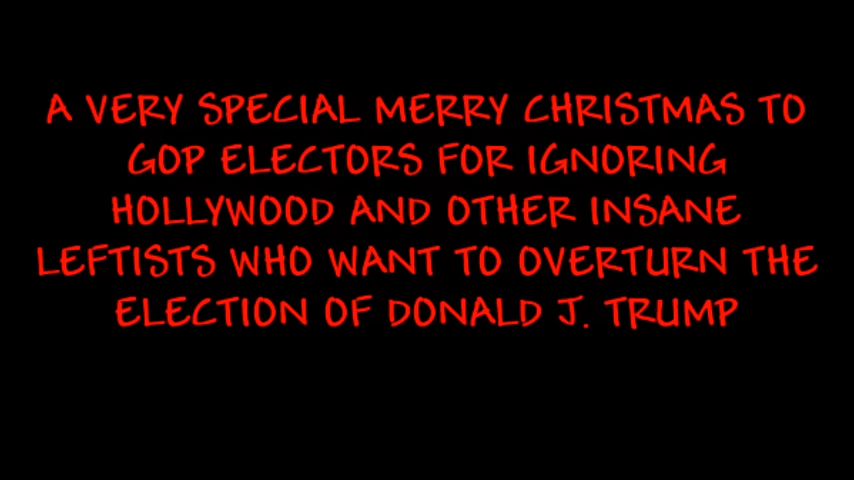 A VERY SPECIAL MERRY CHRISTMAS TO
GOP ELECTORS FOR IGNORING
HOLLYWOOD AND OTHER INSANE
LEFTISTS WHO WANT TO OVERTURN THE
ELECTION OF DONALD J. TRUMP